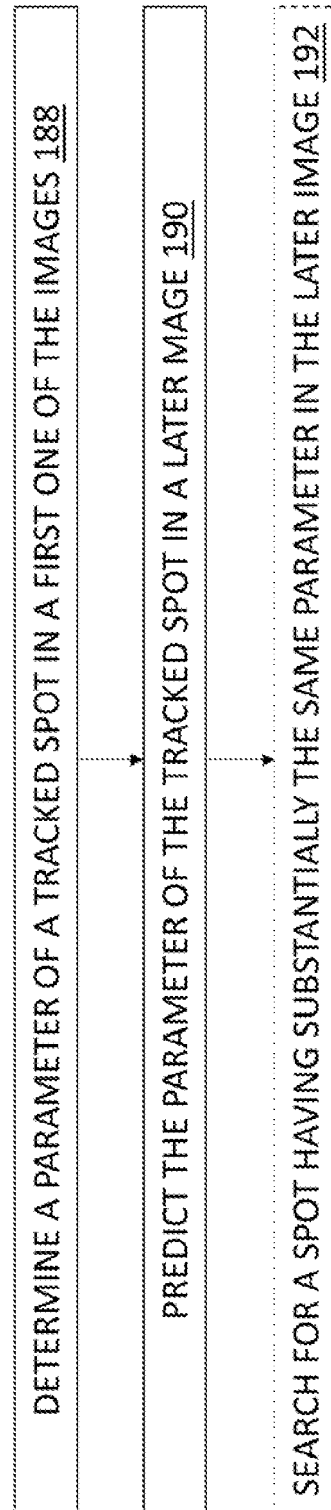 DETERMINE A PARAMETER OF A TRACKED SPOT IN A FIRST ONE OF THE IMAGES 188
PREDICT THE PARAMETER OF THE TRACKED SPOT IN A LATER MAGE 190
SEARCH FOR A SPOT HAVING SUBSTANTIALLY THE SAME PARAMETER IN THE LATER IMAGE 192